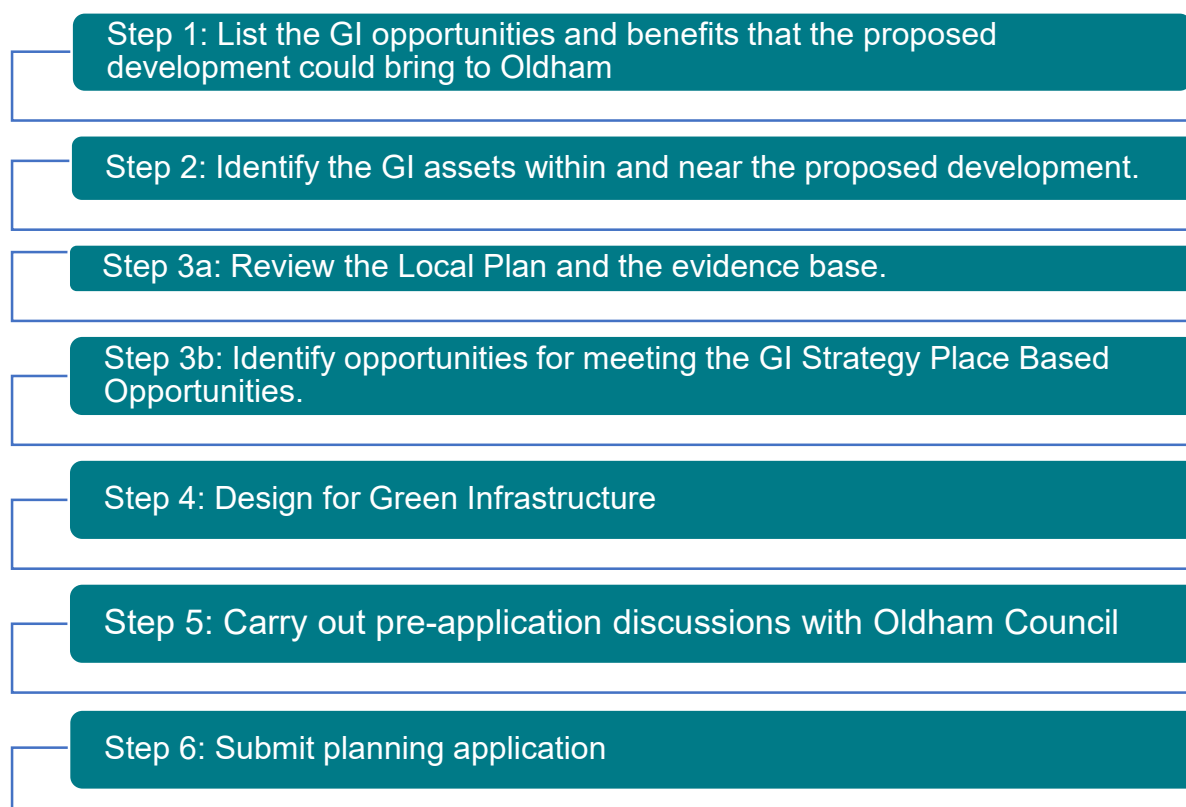 Step 1: List the GI opportunities and benefits that the proposed
development could bring to Oldham
Step 2: Identify the GI assets within and near the proposed development.
Step 3a: Review the Local Plan and the evidence base.
Step 3b: Identify opportunities for meeting the GI Strategy Place Based
Opportunities.
Step 4: Design for Green Infrastructure
Step 5: Carry out pre-application discussions with Oldham Council
Step 6: Submit planning application